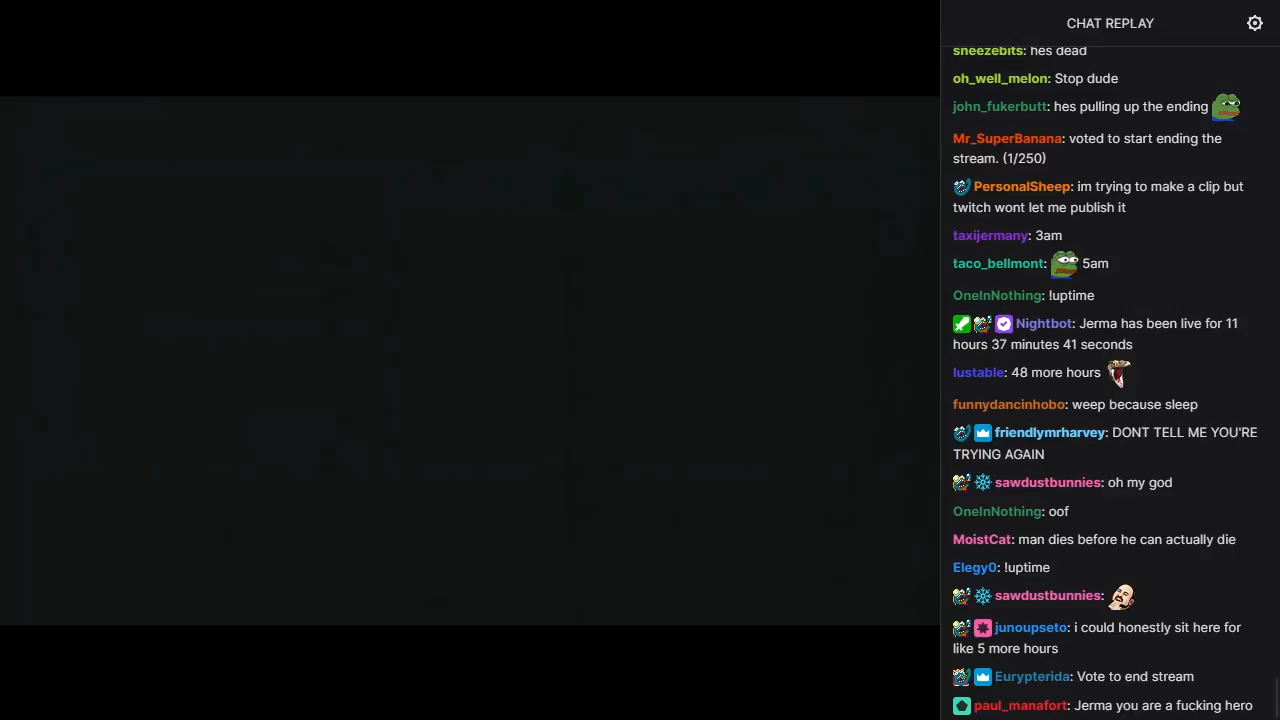 CHAT REPLAY
sneezebits: hes dead
oh_well_melon: Stop dude
john_fukerbutt: hes pulling up the ending
Mr_SuperBanana: voted to start ending the
stream. (1/250)
PersonalSheep: im trying to make a clip but
twitch wont let me publish it
taxijermany: 3am
taco_bellmont: 5am
OneInNothing: !uptime
Nightbot: Jerma has been live for 11
hours 37 minutes 41 seconds
lustable: 48 more hours
funnydancinhobo: weep because sleep
friendlymrharvey: DONT TELL ME YOU'RE
TRYING AGAIN
sawdustbunnies: oh my god
OneInNothing: oof
MoistCat: man dies before he can actually die
Elegy0: !uptime
sawdustbunnies:
junoupseto: i could honestly sit here for
like 5 more hours
Eurypterida: Vote to end stream
paul_manafort: Jerma you are a fucking hero